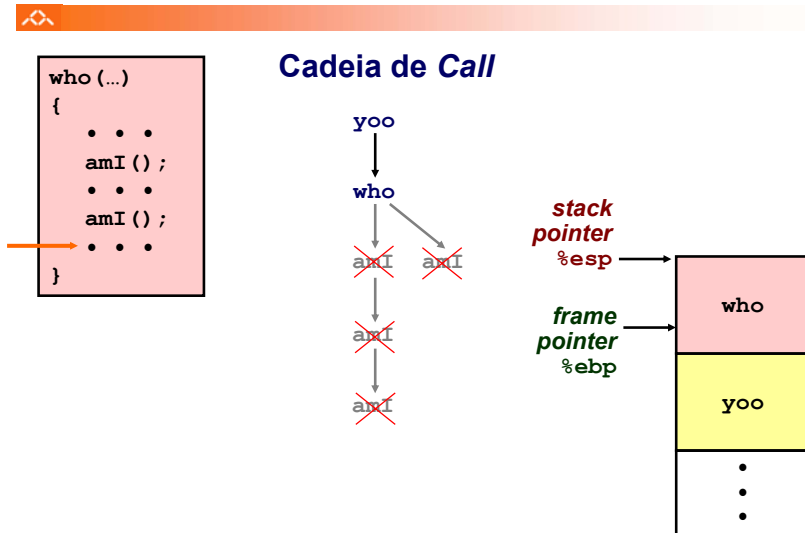 Cadeia de Call
who(…)
{
• • •
amI();
• • •
amI();
• • •
}
yoo
who
amI amI
amI
amI
stack
pointer
%esp
frame
pointer
%ebp
who
yoo
•
•
•